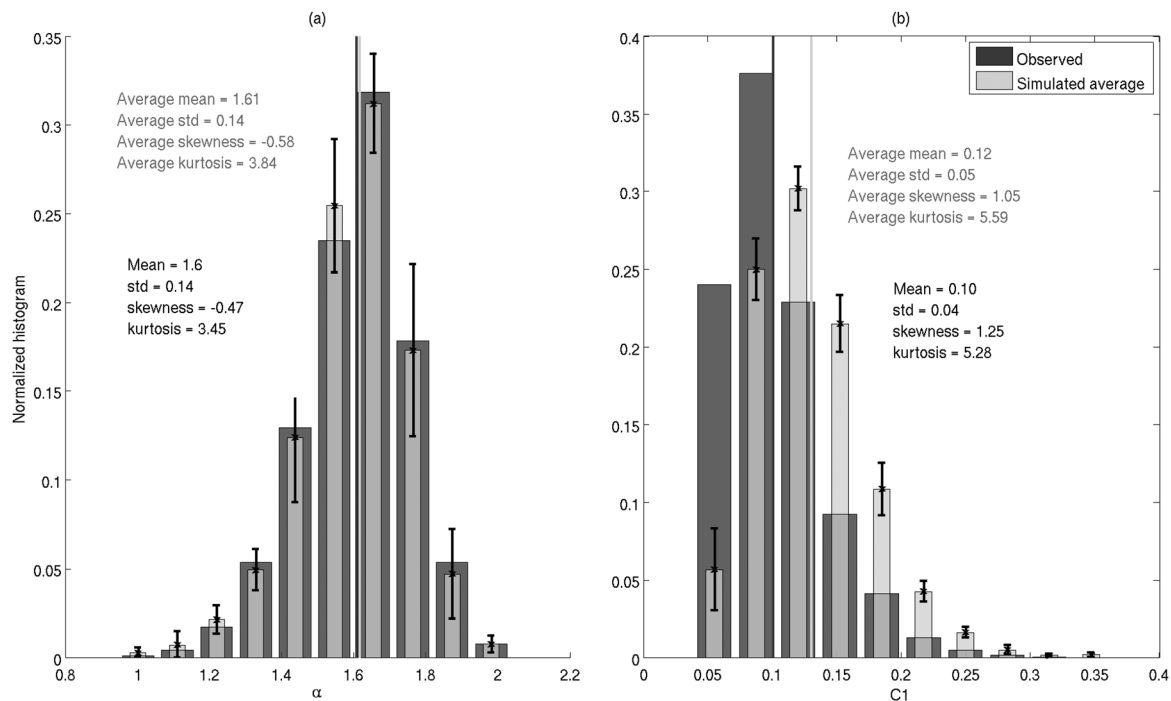 (a)
(b)
0.35
0.3
0.25
0.2
0.15
0.1
0.05
0
Normalized histogram
Average mean = 1.61
Average std = 0.14
Average skewness = -0.58
Average kurtosis = 3.84
Mean = 1.6
std = 0.14
skewness = -0.47
kurtosis = 3.45
0.8 1 1.2 1.4 1.6 1.8 2 2.2
α
0.4
0.35
0.3
0.25
0.2
0.15
0.1
0.05
0
Observed
Simulated average
Average mean = 0.12
Average std = 0.05
Average skewness = 1.05
Average kurtosis = 5.59
Mean = 0.10
std = 0.04
skewness = 1.25
kurtosis = 5.28
0 0.05 0.1 0.15 0.2 0.25 0.3 0.35 0.4
C1